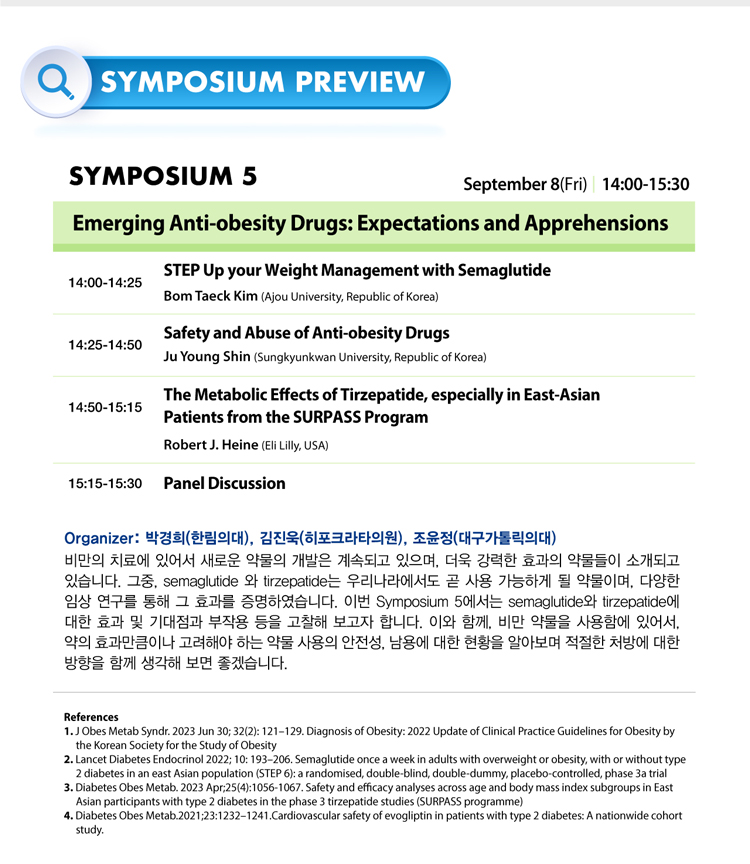 SYMPOSIUM PREVIEW
SYMPOSIUM 5
September 8(Fri) | 14:00-15:30
Emerging Anti-obesity Drugs: Expectations and Apprehensions
14:00-14:25
STEP Up your Weight Management with Semaglutide
Bom Taeck Kim (Ajou University, Republic of Korea)
14:25-14:50
Safety and Abuse of Anti-obesity Drugs
Ju Young Shin (Sungkyunkwan University, Republic of Korea)
14:50-15:15
The Metabolic Effects of Tirzepatide, especially in East-Asian
Patients from the SURPASS Program
Robert J. Heine (Eli Lilly, USA)
15:15-15:30
Panel Discussion
Organizer: 박경희(한림의대), 김진욱(히포크라타의원), 조윤정(대구가톨릭의대)
비만의 치료에 있어서 새로운 약물의 개발은 계속되고 있으며, 더욱 강력한 효과의 약물들이 소개되고
있습니다. 그중, semaglutide 와 tirzepatide는 우리나라에서도 곧 사용 가능하게 될 약물이며, 다양한
임상 연구를 통해 그 효과를 증명하였습니다. 이번 Symposium 5에서는 semaglutide와 tirzepatide에
대한 효과 및 기대점과 부작용 등을 고찰해 보고자 합니다. 이와 함께, 비만 약물을 사용함에 있어서,
약의 효과만큼이나 고려해야 하는 약물 사용의 안전성, 남용에 대한 현황을 알아보며 적절한 처방에 대한
방향을 함께 생각해 보면 좋겠습니다.
References
1. J Obes Metab Syndr. 2023 Jun 30; 32(2): 121–129. Diagnosis of Obesity: 2022 Update of Clinical Practice Guidelines for Obesity by
the Korean Society for the Study of Obesity
2. Lancet Diabetes Endocrinol 2022; 10: 193–206. Semaglutide once a week in adults with overweight or obesity, with or without type
2 diabetes in an east Asian population (STEP 6): a randomised, double-blind, double-dummy, placebo-controlled, phase 3a trial
3. Diabetes Obes Metab. 2023 Apr;25(4):1056-1067. Safety and efficacy analyses across age and body mass index subgroups in East
Asian participants with type 2 diabetes in the phase 3 tirzepatide studies (SURPASS programme)
4. Diabetes Obes Metab.2021;23:1232–1241.Cardiovascular safety of evogliptin in patients with type 2 diabetes: A nationwide cohort
study.